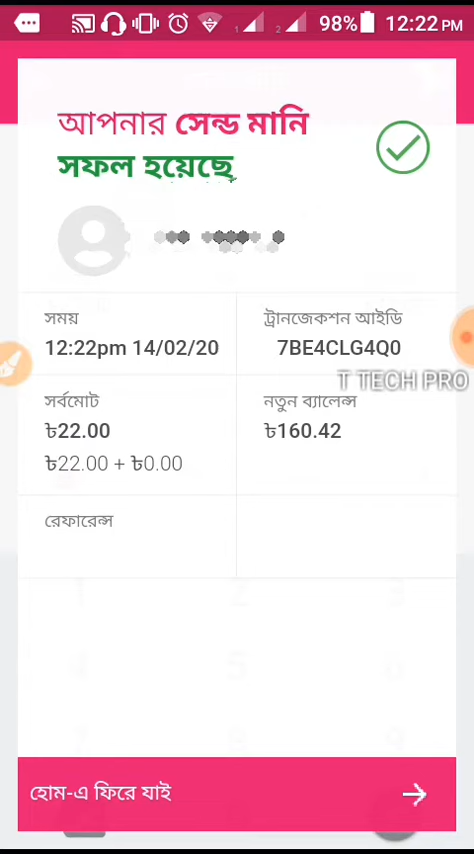 98% 12:22 PM
আপনার সেন্ড মানি
সফল হয়েছে
সময়
12:22pm 14/02/20
ট্রানজেকশন আইডি
7BE4CLG4Q0
T TECH PRO
সর্বমোট
৳22.00
৳22.00 + ৳0.00
নতুন ব্যালেন্স
৳160.42
রেফারেন্স
হোম-এ ফিরে যাই